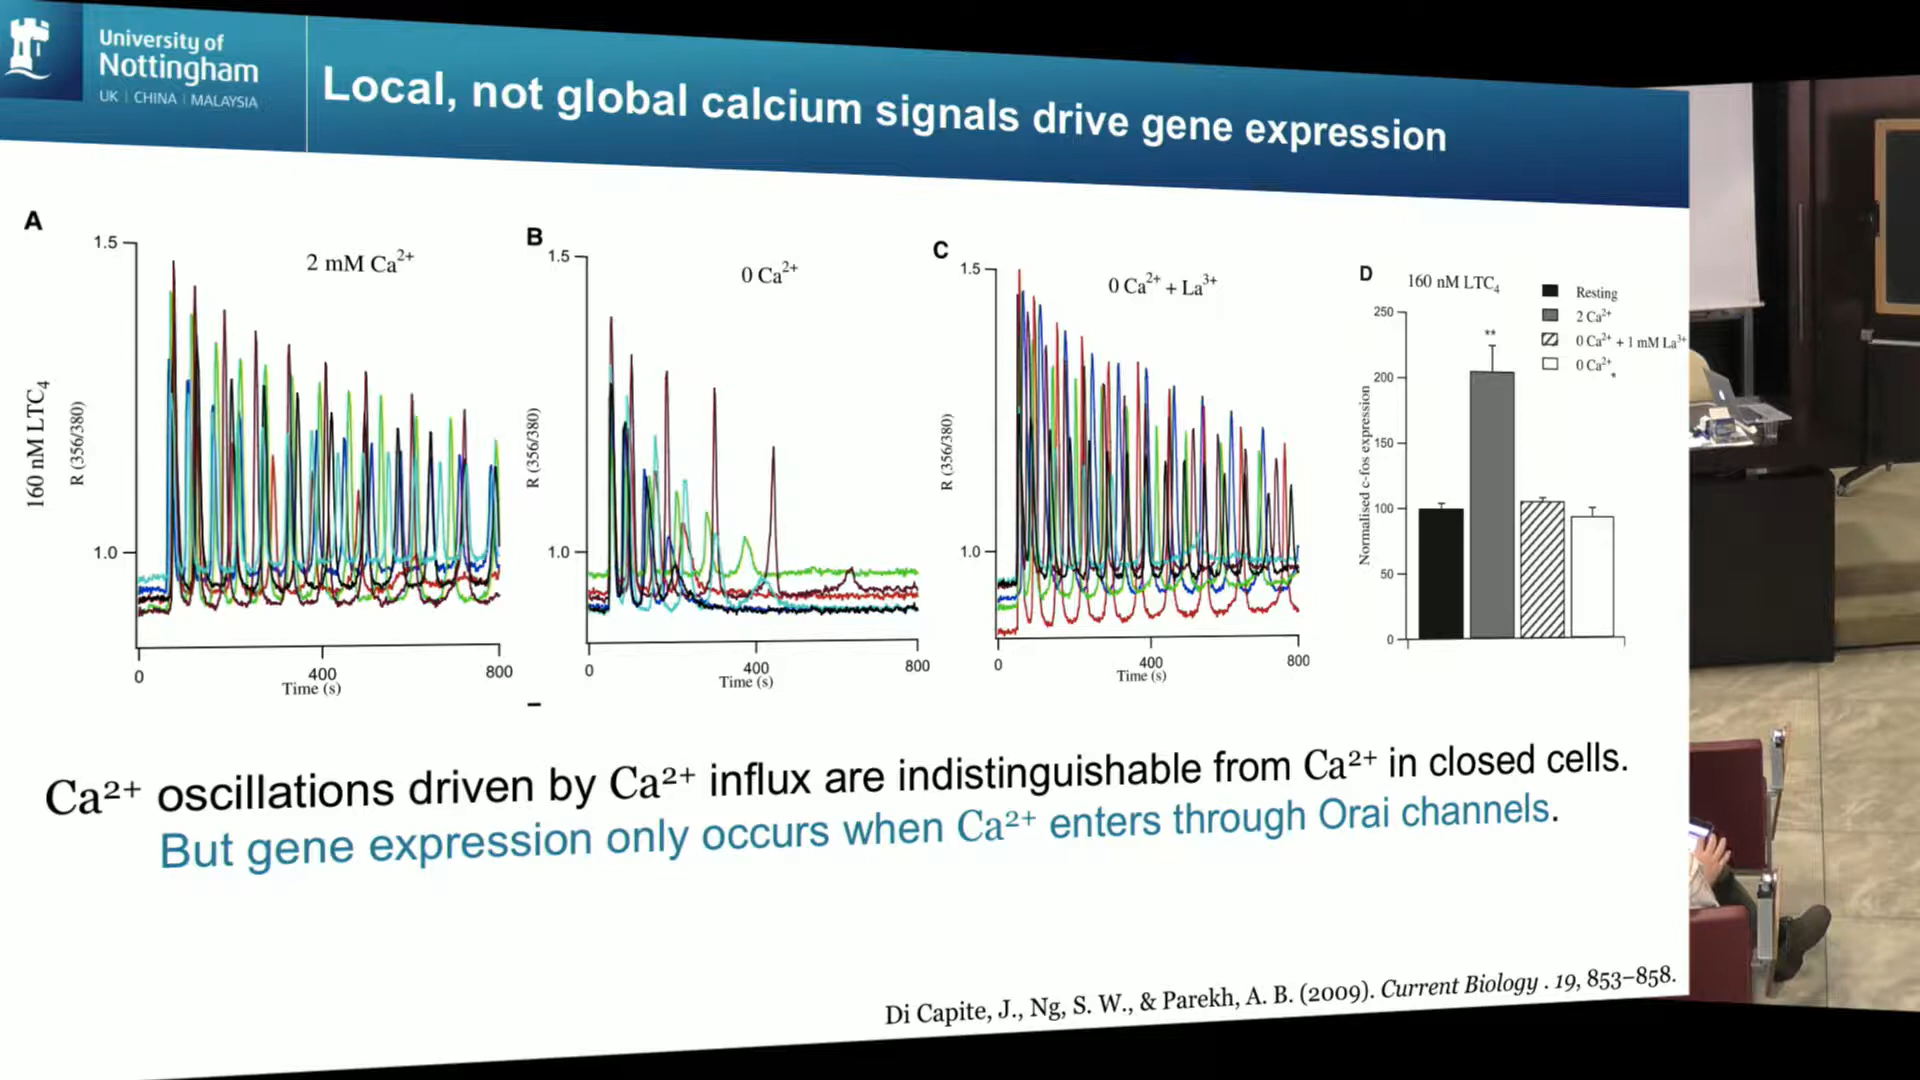 University of
Nottingham
UK | CHINA | MALAYSIA
Local, not global calcium signals drive gene expression
A
160 nM LTC4
R (356/380)
2 mM Ca2+
1.5
1.0
0
400
800
Time (s)
B
R (356/380)
0 Ca2+
1.5
1.0
0
400
800
Time (s)
C
R (356/380)
0 Ca2+ + La3+
1.5
1.0
0
400
800
Time (s)
D
160 nM LTC4
Resting
2 Ca2+
0 Ca2+ + 1 mM La3+
0 Ca2+
*
**
Normalised c-fos expression
250
200
150
100
50
0
Ca2+ oscillations driven by Ca2+ influx are indistinguishable from Ca2+ in closed cells.
But gene expression only occurs when Ca2+ enters through Orai channels.
Di Capite, J., Ng, S. W., & Parekh, A. B. (2009). Current Biology . 19, 853–858.